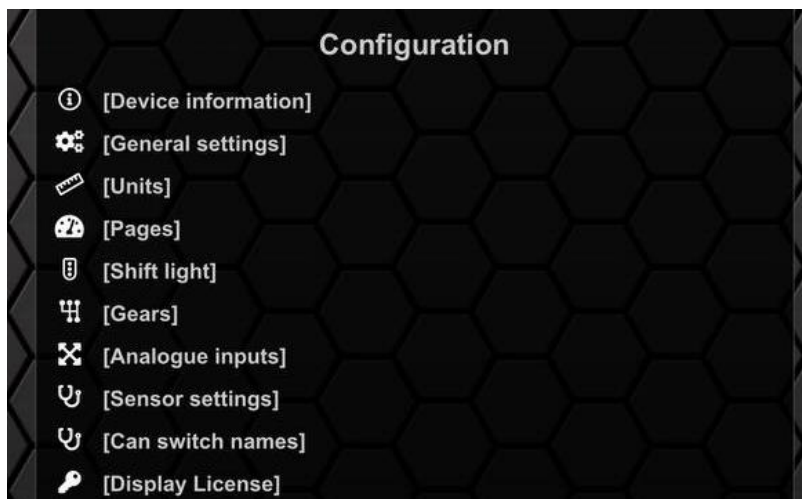 Configuration
[Device information]
[General settings]
[Units]
[Pages]
[Shift light]
[Gears]
[Analogue inputs]
[Sensor settings]
[Can switch names]
[Display License]